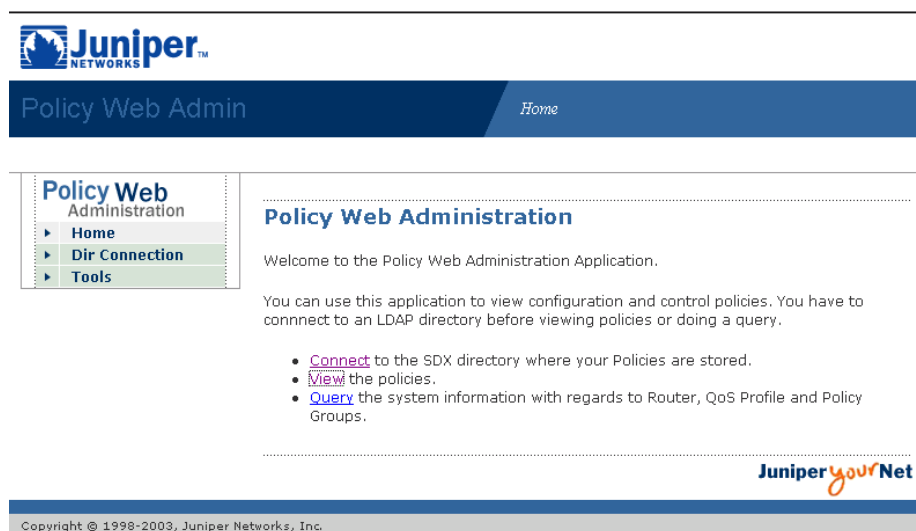 Juniper™
NETWORKS
Policy Web Admin
Home
Policy Web
Administration
Home
Dir Connection
Tools
Policy Web Administration
Welcome to the Policy Web Administration Application.
You can use this application to view configuration and control policies. You have to
connnect to an LDAP directory before viewing policies or doing a query.
• Connect to the SDX directory where your Policies are stored.
• View the policies.
• Query the system information with regards to Router, QoS Profile and Policy
Groups.
Juniper your Net
Copyright © 1998-2003, Juniper Networks, Inc.